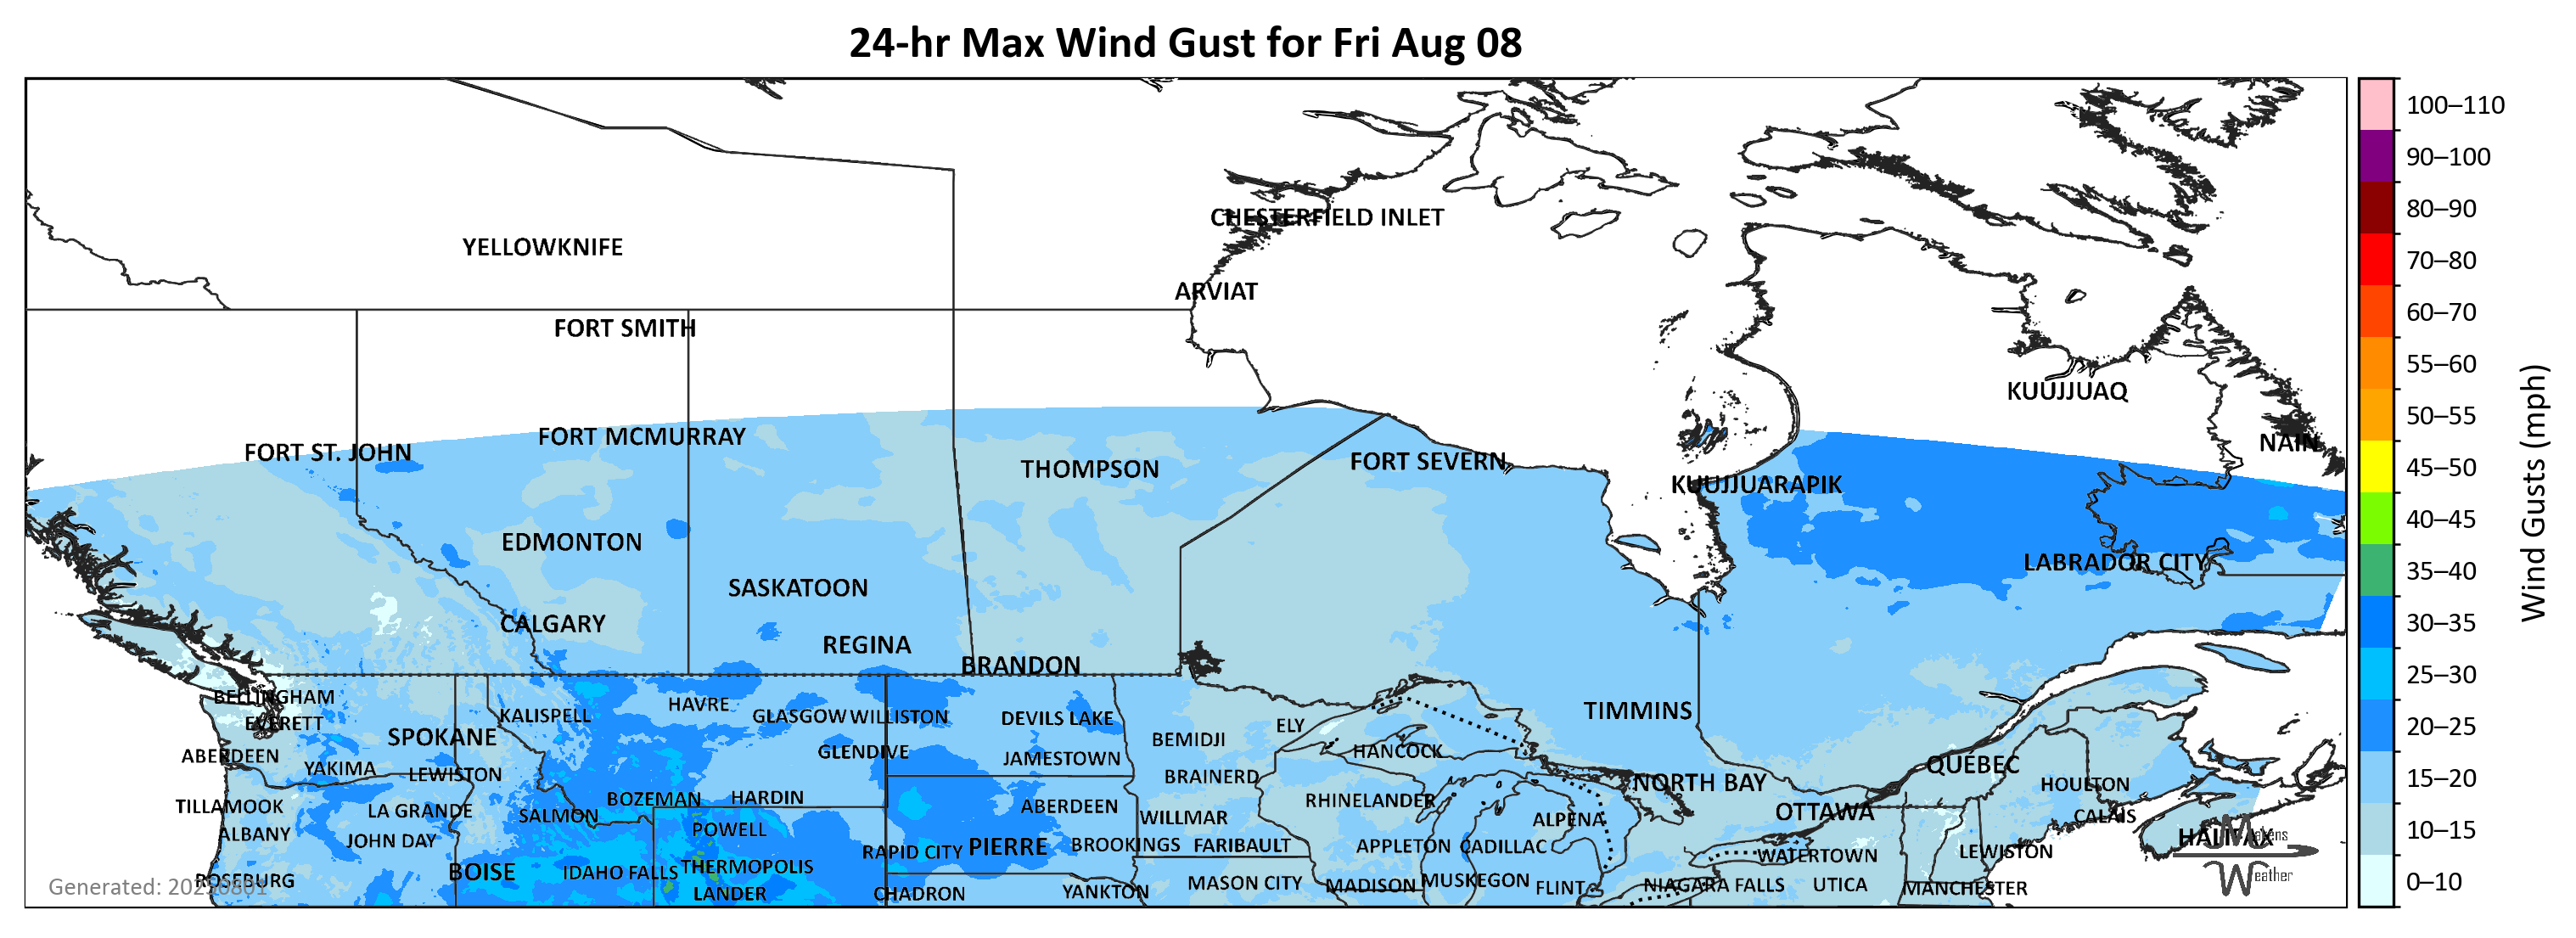 24-hr Max Wind Gust for Fri Aug 08
CHESTERFIELD INLET
YELLOWKNIFE
ARVIAT
FORT SMITH
KUUJJUAQ
FORT MCMURRAY
NAIN
FORT ST. JOHN
FORT SEVERN
THOMPSON
KUUJJUARAPIK
EDMONTON
LABRADOR CITY
SASKATOON
CALGARY
REGINA
BRANDON
BELLINGHAM
HAVRE
TIMMINS
KALISPELL
GLASGOW WILLISTON
DEVILS LAKE
EVERETT
ELY
SPOKANE
BEMIDJI
ABERDEEN
GLENDIVE
HANCOCK
JAMESTOWN
QUÉBEC
YAKIMA
LEWISTON
BRAINERD
NORTH BAY
HOULTON
BOZEMAN
HARDIN
RHINELANDER
TILLAMOOK
LA GRANDE
ABERDEEN
OTTAWA
SALMON
WILLMAR
CALAIS
ALPENA
ALBANY
POWELL
HALIFAX
Makens
Weather
JOHN DAY
RAPID CITY
PIERRE
BROOKINGS
FARIBAULT
APPLETON
CADILLAC
WATERTOWN
LEWISTON
BOISE
IDAHO FALLS
THERMOPOLIS
ROSEBURG
MASON CITY
MADISON
MUSKEGON
FLINT
NIAGARA FALLS
UTICA
MANCHESTER
LANDER
CHADRON
YANKTON
Generated: 20250801
100–110
90–100
80–90
70–80
60–70
55–60
50–55
45–50
40–45
35–40
30–35
25–30
20–25
15–20
10–15
0–10
Wind Gusts (mph)